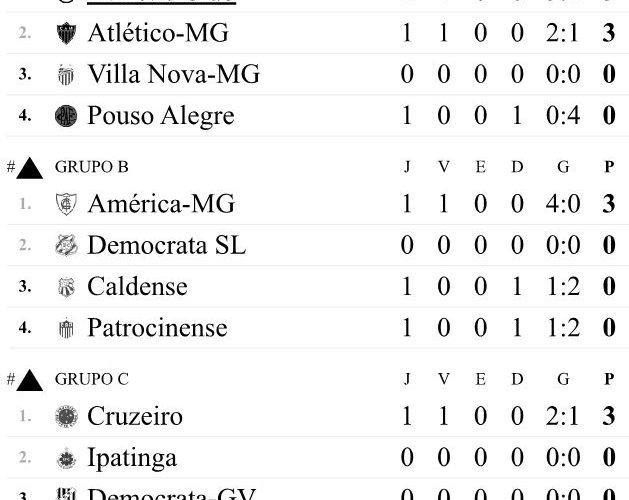 2. Atlético-MG 1 1 0 0 2:1 3
3. Villa Nova-MG 0 0 0 0 0:0 0
4. Pouso Alegre 1 0 0 1 0:4 0
# GRUPO B J V E D G P
1. América-MG 1 1 0 0 4:0 3
2. Democrata SL 0 0 0 0 0:0 0
3. Caldense 1 0 0 1 1:2 0
4. Patrocinense 1 0 0 1 1:2 0
# GRUPO C J V E D G P
1. Cruzeiro 1 1 0 0 2:1 3
2. Ipatinga 0 0 0 0 0:0 0
3. Democrata-GV 0 0 0 0 0:0 0